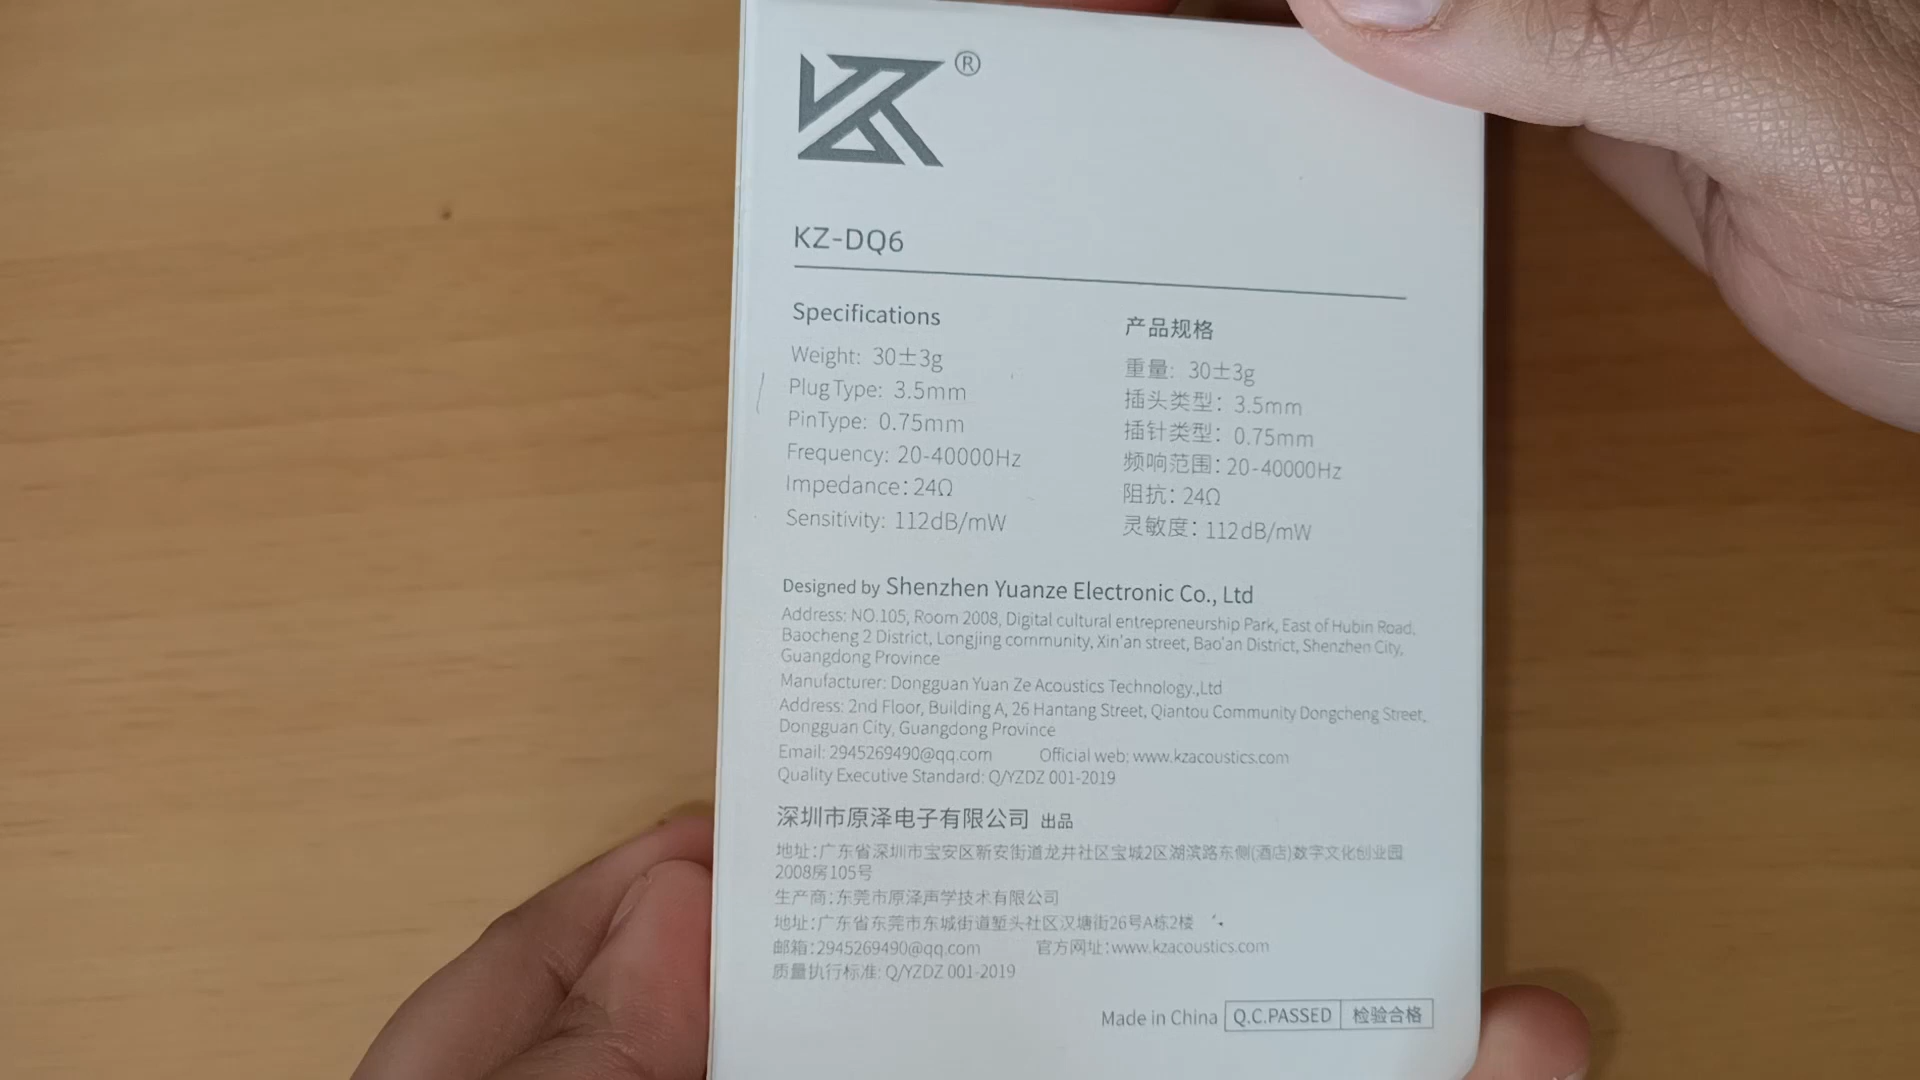 KZ ®
KZ-DQ6
Specifications
Weight: 30±3g
Plug Type: 3.5mm
PinType: 0.75mm
Frequency: 20-40000Hz
Impedance: 24Ω
Sensitivity: 112dB/mW
产品规格
重量: 30±3g
插头类型: 3.5mm
插针类型: 0.75mm
频响范围: 20-40000Hz
阻抗: 24Ω
灵敏度: 112dB/mW
Designed by Shenzhen Yuanze Electronic Co., Ltd
Address: NO.105, Room 2008, Digital cultural entrepreneurship Park, East of Hubin Road,
Baocheng 2 District, Longjing community, Xin'an street, Bao'an District, Shenzhen City,
Guangdong Province
Manufacturer: Dongguan Yuan Ze Acoustics Technology.,Ltd
Address: 2nd Floor, Building A, 26 Hantang Street, Qiantou Community Dongcheng Street,
Dongguan City, Guangdong Province
Email: 2945269490@qq.com Official web: www.kzacoustics.com
Quality Executive Standard: Q/YZDZ 001-2019
深圳市原泽电子有限公司 出品
地址:广东省深圳市宝安区新安街道龙井社区宝城2区湖滨路东侧(酒店)数字文化创业园
2008房105号
生产商:东莞市原泽声学技术有限公司
地址:广东省东莞市东城街道堑头社区汉塘街26号A栋2楼
邮箱:2945269490@qq.com 官方网址:www.kzacoustics.com
质量执行标准: Q/YZDZ 001-2019
Made in China Q.C.PASSED 检验合格